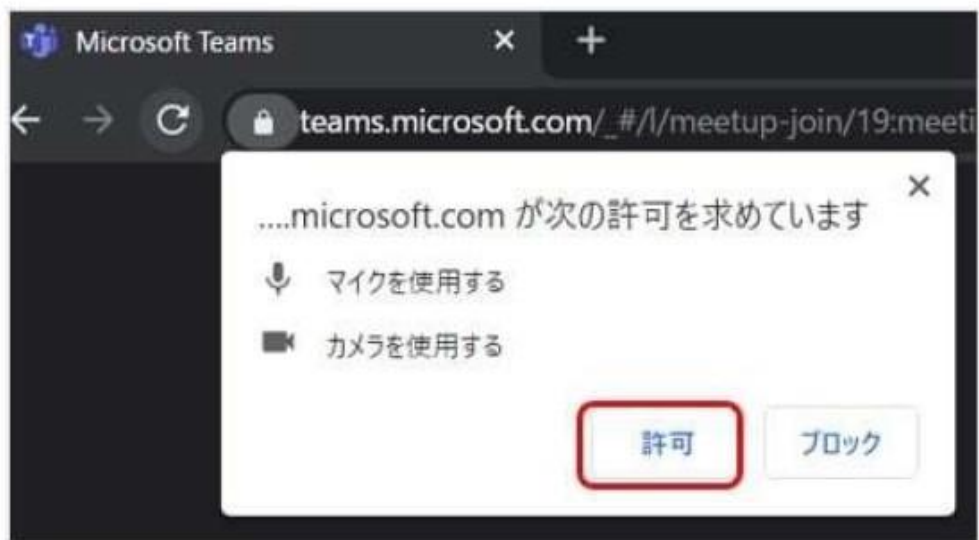 Microsoft Teams
teams.microsoft.com/_#/l/meetup-join/19:meeti
....microsoft.com が次の許可を求めています
マイクを使用する
カメラを使用する
許可 ブロック